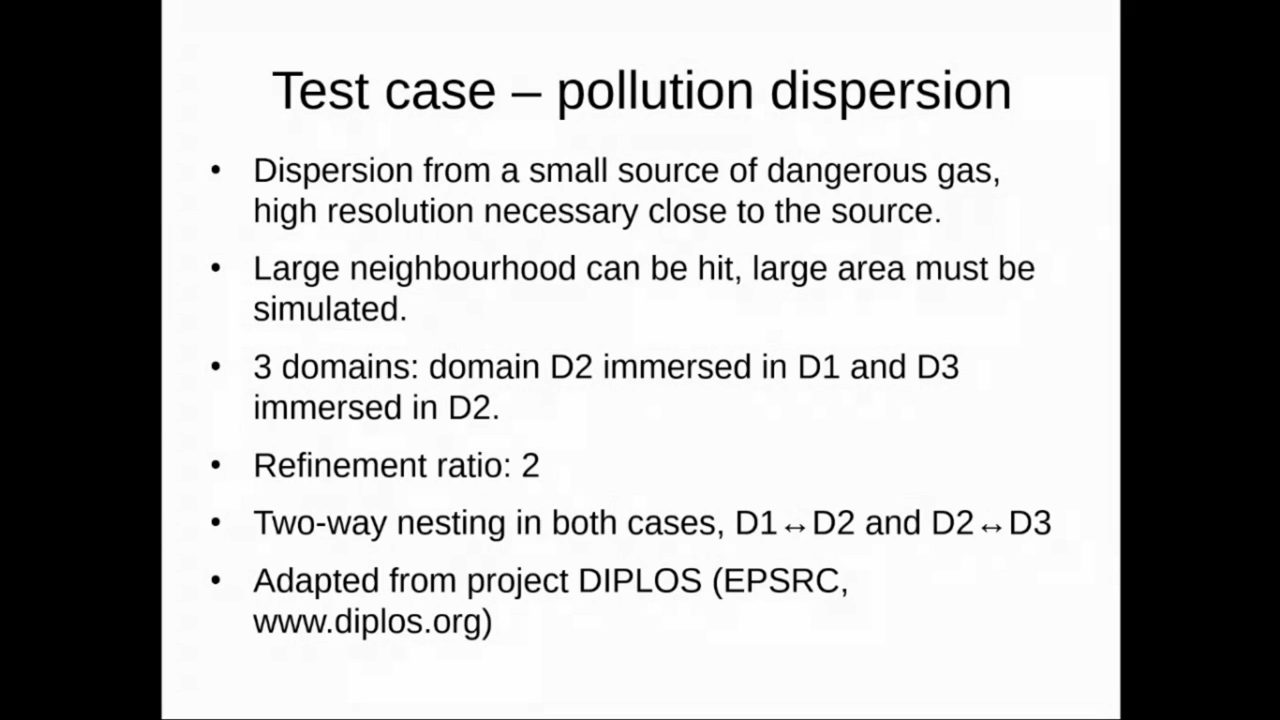 Test case – pollution dispersion
• Dispersion from a small source of dangerous gas,
high resolution necessary close to the source.
• Large neighbourhood can be hit, large area must be
simulated.
• 3 domains: domain D2 immersed in D1 and D3
immersed in D2.
• Refinement ratio: 2
• Two-way nesting in both cases, D1↔D2 and D2↔D3
• Adapted from project DIPLOS (EPSRC,
www.diplos.org)